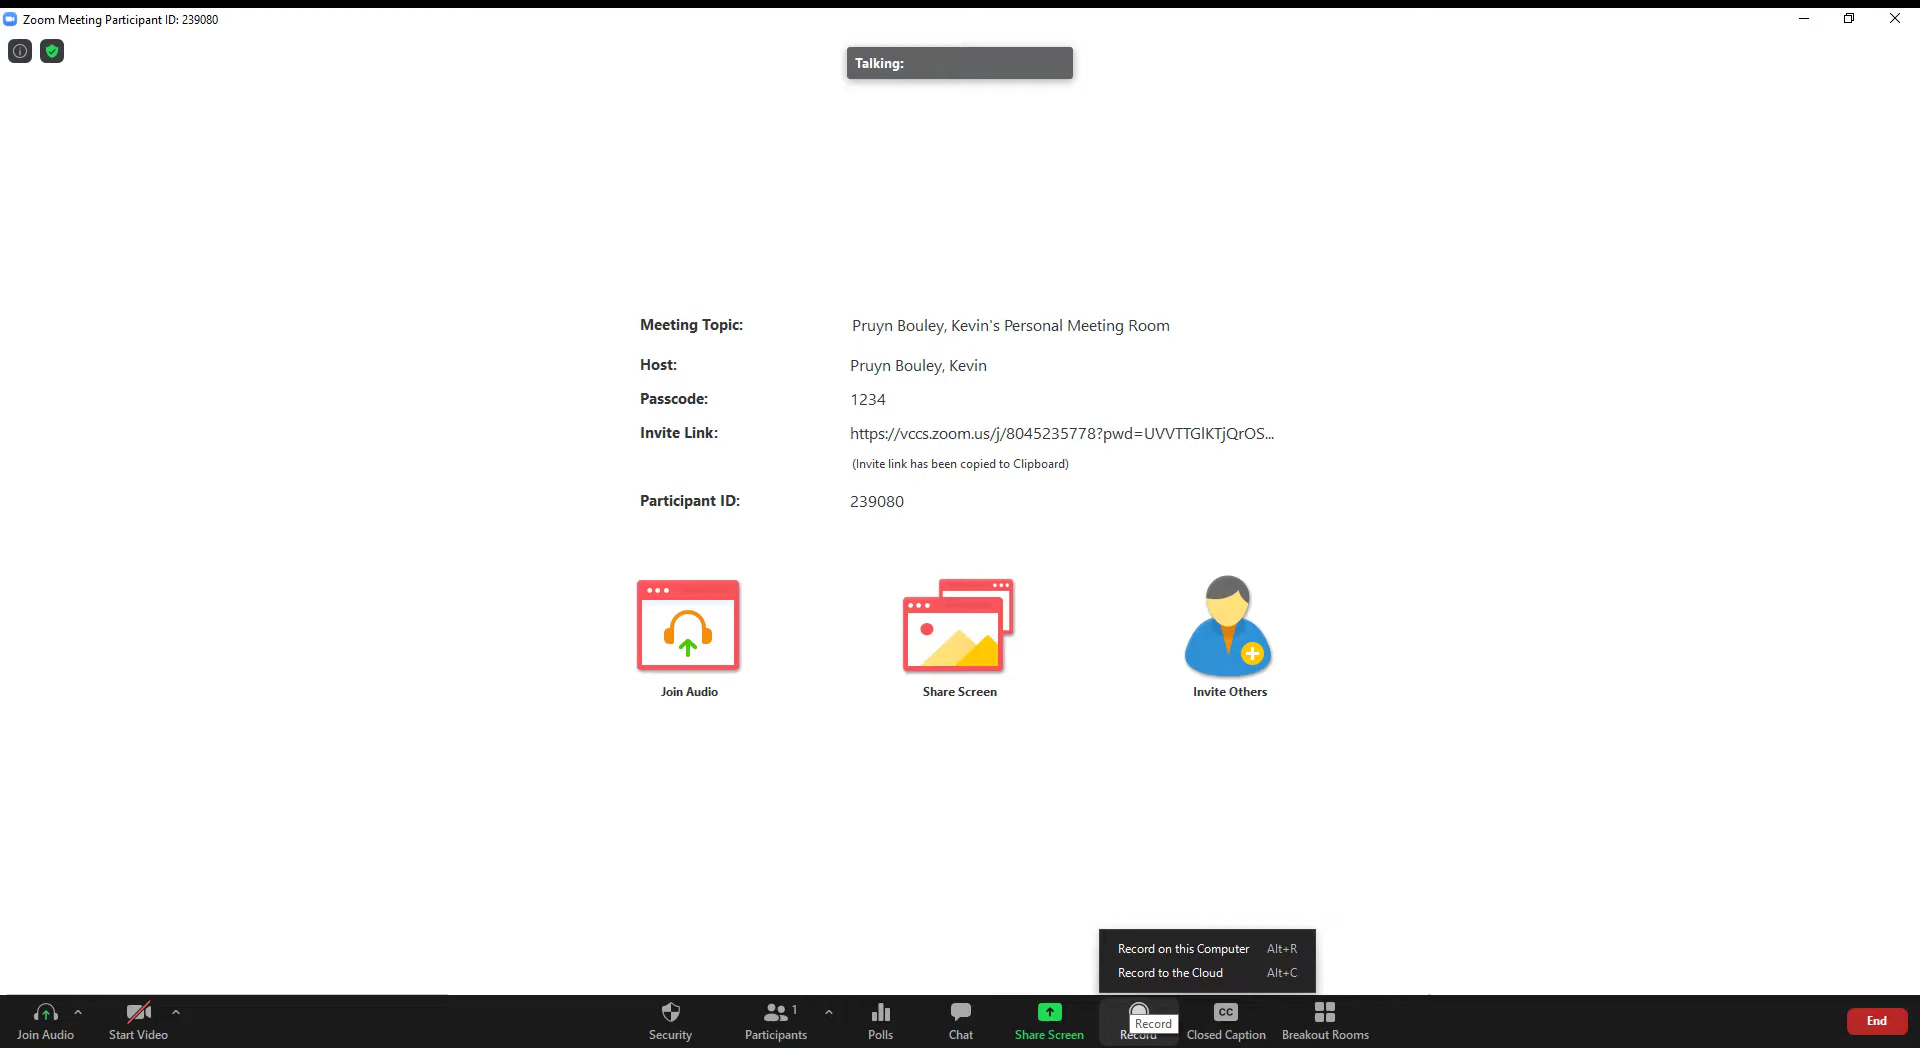 Zoom Meeting Participant ID: 239080
Talking:
Meeting Topic: Pruyn Bouley, Kevin's Personal Meeting Room
Host: Pruyn Bouley, Kevin
Passcode: 1234
Invite Link: https://vccs.zoom.us/j/8045235778?pwd=UVVTTGlKTjQrOS...
(Invite link has been copied to Clipboard)
Participant ID: 239080
Join Audio
Share Screen
Invite Others
Record on this Computer Alt+R
Record to the Cloud Alt+C
Join Audio
Start Video
Security
Participants 1
Polls
Chat
Share Screen
Record
Record
CC
Closed Caption
Breakout Rooms
End